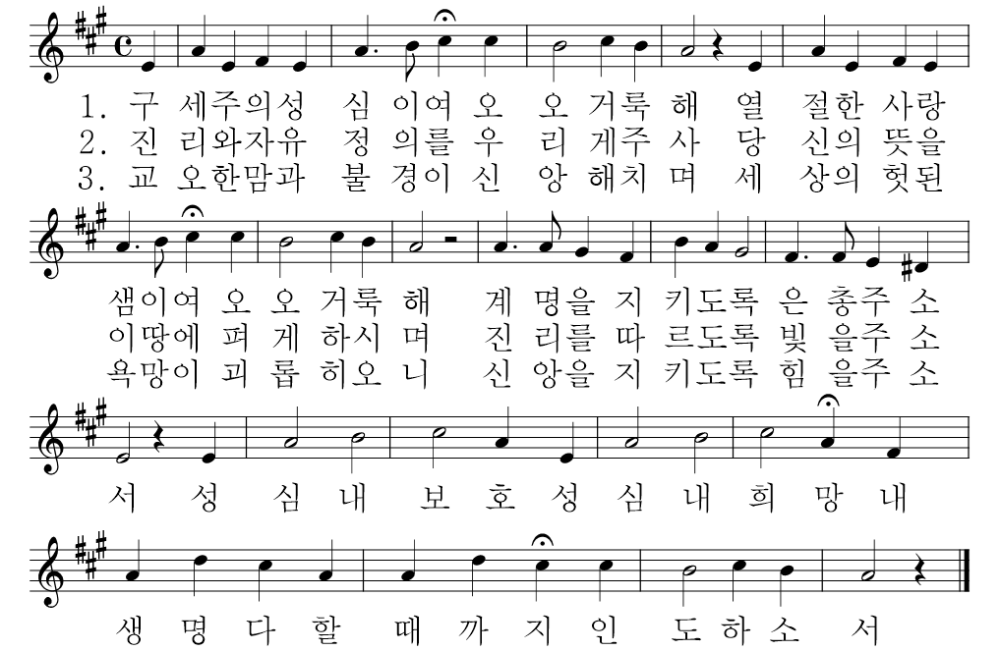 1. 구 세주의성 심 이여 오 오 거룩 해 열 절한 사랑
2. 진 리와자유 정 의를 우 리 게주 사 당 신의 뜻을
3. 교 오한맘과 불 경이 신 앙 해치 며 세 상의 헛된
샘이여 오 오 거룩 해 계 명을 지 키도록 은 총주 소
이땅에 펴 게 하시 며 진 리를 따 르도록 빛 을주 소
욕망이 괴 롭 히오 니 신 앙을 지 키도록 힘 을주 소
서 성 심 내 보 호 성 심 내 희 망 내
생 명 다 할 때 까 지 인 도 하 소 서